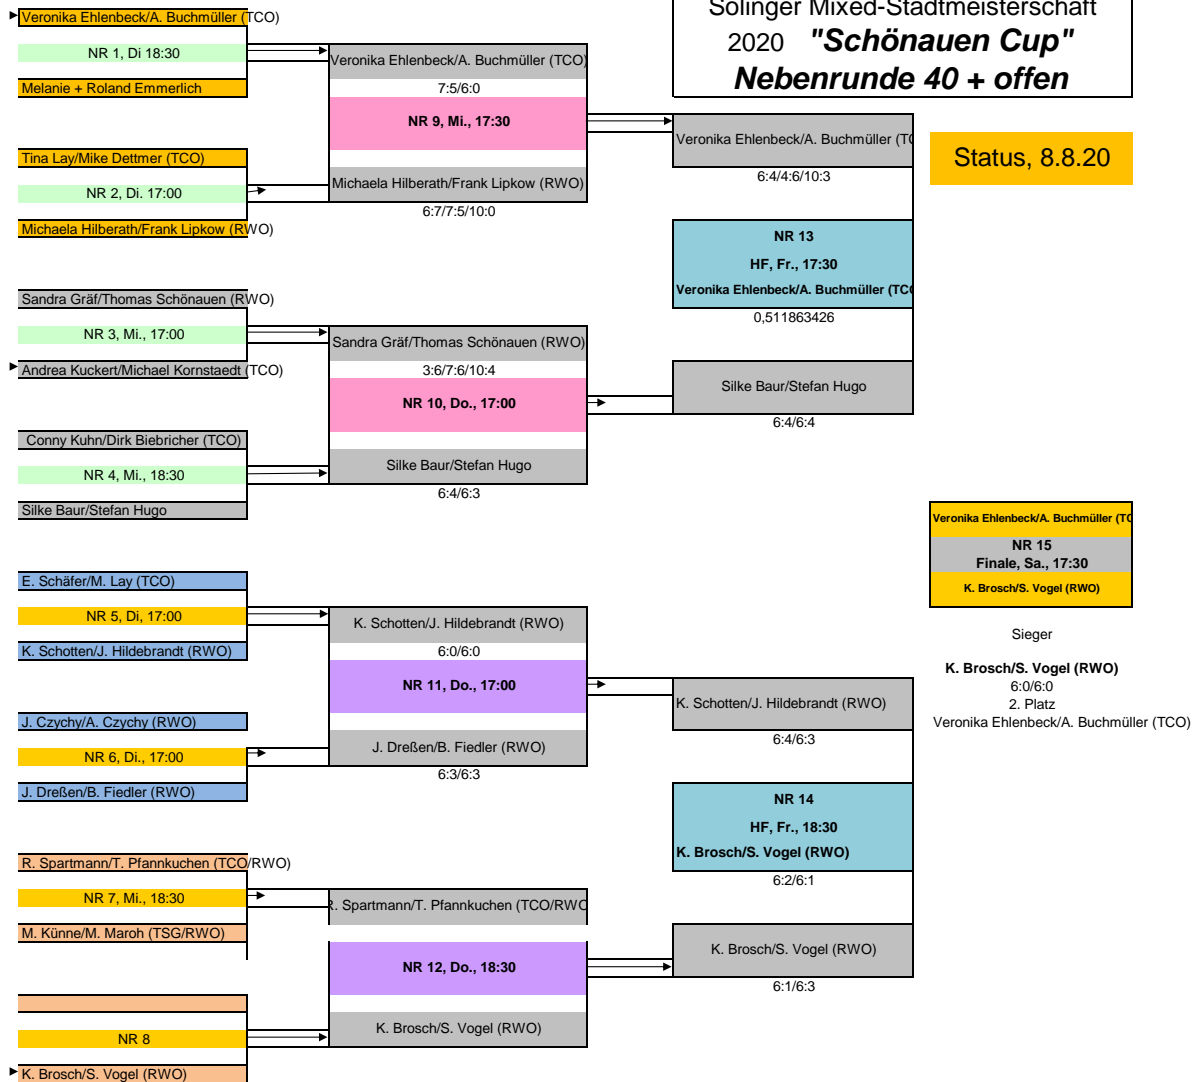 Solinger Mixed-Stadtmeisterschaft
2020 "Schönauen Cup"
Nebenrunde 40 + offen
Status, 8.8.20
Veronika Ehlenbeck/A. Buchmüller (TCO)
NR 1, Di 18:30
Melanie + Roland Emmerlich
Tina Lay/Mike Dettmer (TCO)
NR 2, Di. 17:00
Michaela Hilberath/Frank Lipkow (RWO)
Sandra Gräf/Thomas Schönauen (RWO)
NR 3, Mi., 17:00
Andrea Kuckert/Michael Kornstaedt (TCO)
Conny Kuhn/Dirk Biebricher (TCO)
NR 4, Mi., 18:30
Silke Baur/Stefan Hugo
E. Schäfer/M. Lay (TCO)
NR 5, Di, 17:00
K. Schotten/J. Hildebrandt (RWO)
J. Czychy/A. Czychy (RWO)
NR 6, Di., 17:00
J. Dreßen/B. Fiedler (RWO)
R. Spartmann/T. Pfannkuchen (TCO/RWO)
NR 7, Mi., 18:30
M. Künne/M. Maroh (TSG/RWO)
NR 8
K. Brosch/S. Vogel (RWO)
Veronika Ehlenbeck/A. Buchmüller (TCO)
7:5/6:0
NR 9, Mi., 17:30
Michaela Hilberath/Frank Lipkow (RWO)
6:7/7:5/10:0
Sandra Gräf/Thomas Schönauen (RWO)
3:6/7:6/10:4
NR 10, Do., 17:00
Silke Baur/Stefan Hugo
6:4/6:3
K. Schotten/J. Hildebrandt (RWO)
6:0/6:0
NR 11, Do., 17:00
J. Dreßen/B. Fiedler (RWO)
6:3/6:3
R. Spartmann/T. Pfannkuchen (TCO/RWO
NR 12, Do., 18:30
K. Brosch/S. Vogel (RWO)
Veronika Ehlenbeck/A. Buchmüller (TC
6:4/4:6/10:3
NR 13
HF, Fr., 17:30
Veronika Ehlenbeck/A. Buchmüller (TCO
0,511863426
Silke Baur/Stefan Hugo
6:4/6:4
K. Schotten/J. Hildebrandt (RWO)
6:4/6:3
NR 14
HF, Fr., 18:30
K. Brosch/S. Vogel (RWO)
6:2/6:1
K. Brosch/S. Vogel (RWO)
6:1/6:3
Veronika Ehlenbeck/A. Buchmüller (TC
NR 15
Finale, Sa., 17:30
K. Brosch/S. Vogel (RWO)
Sieger
K. Brosch/S. Vogel (RWO)
6:0/6:0
2. Platz
Veronika Ehlenbeck/A. Buchmüller (TCO)